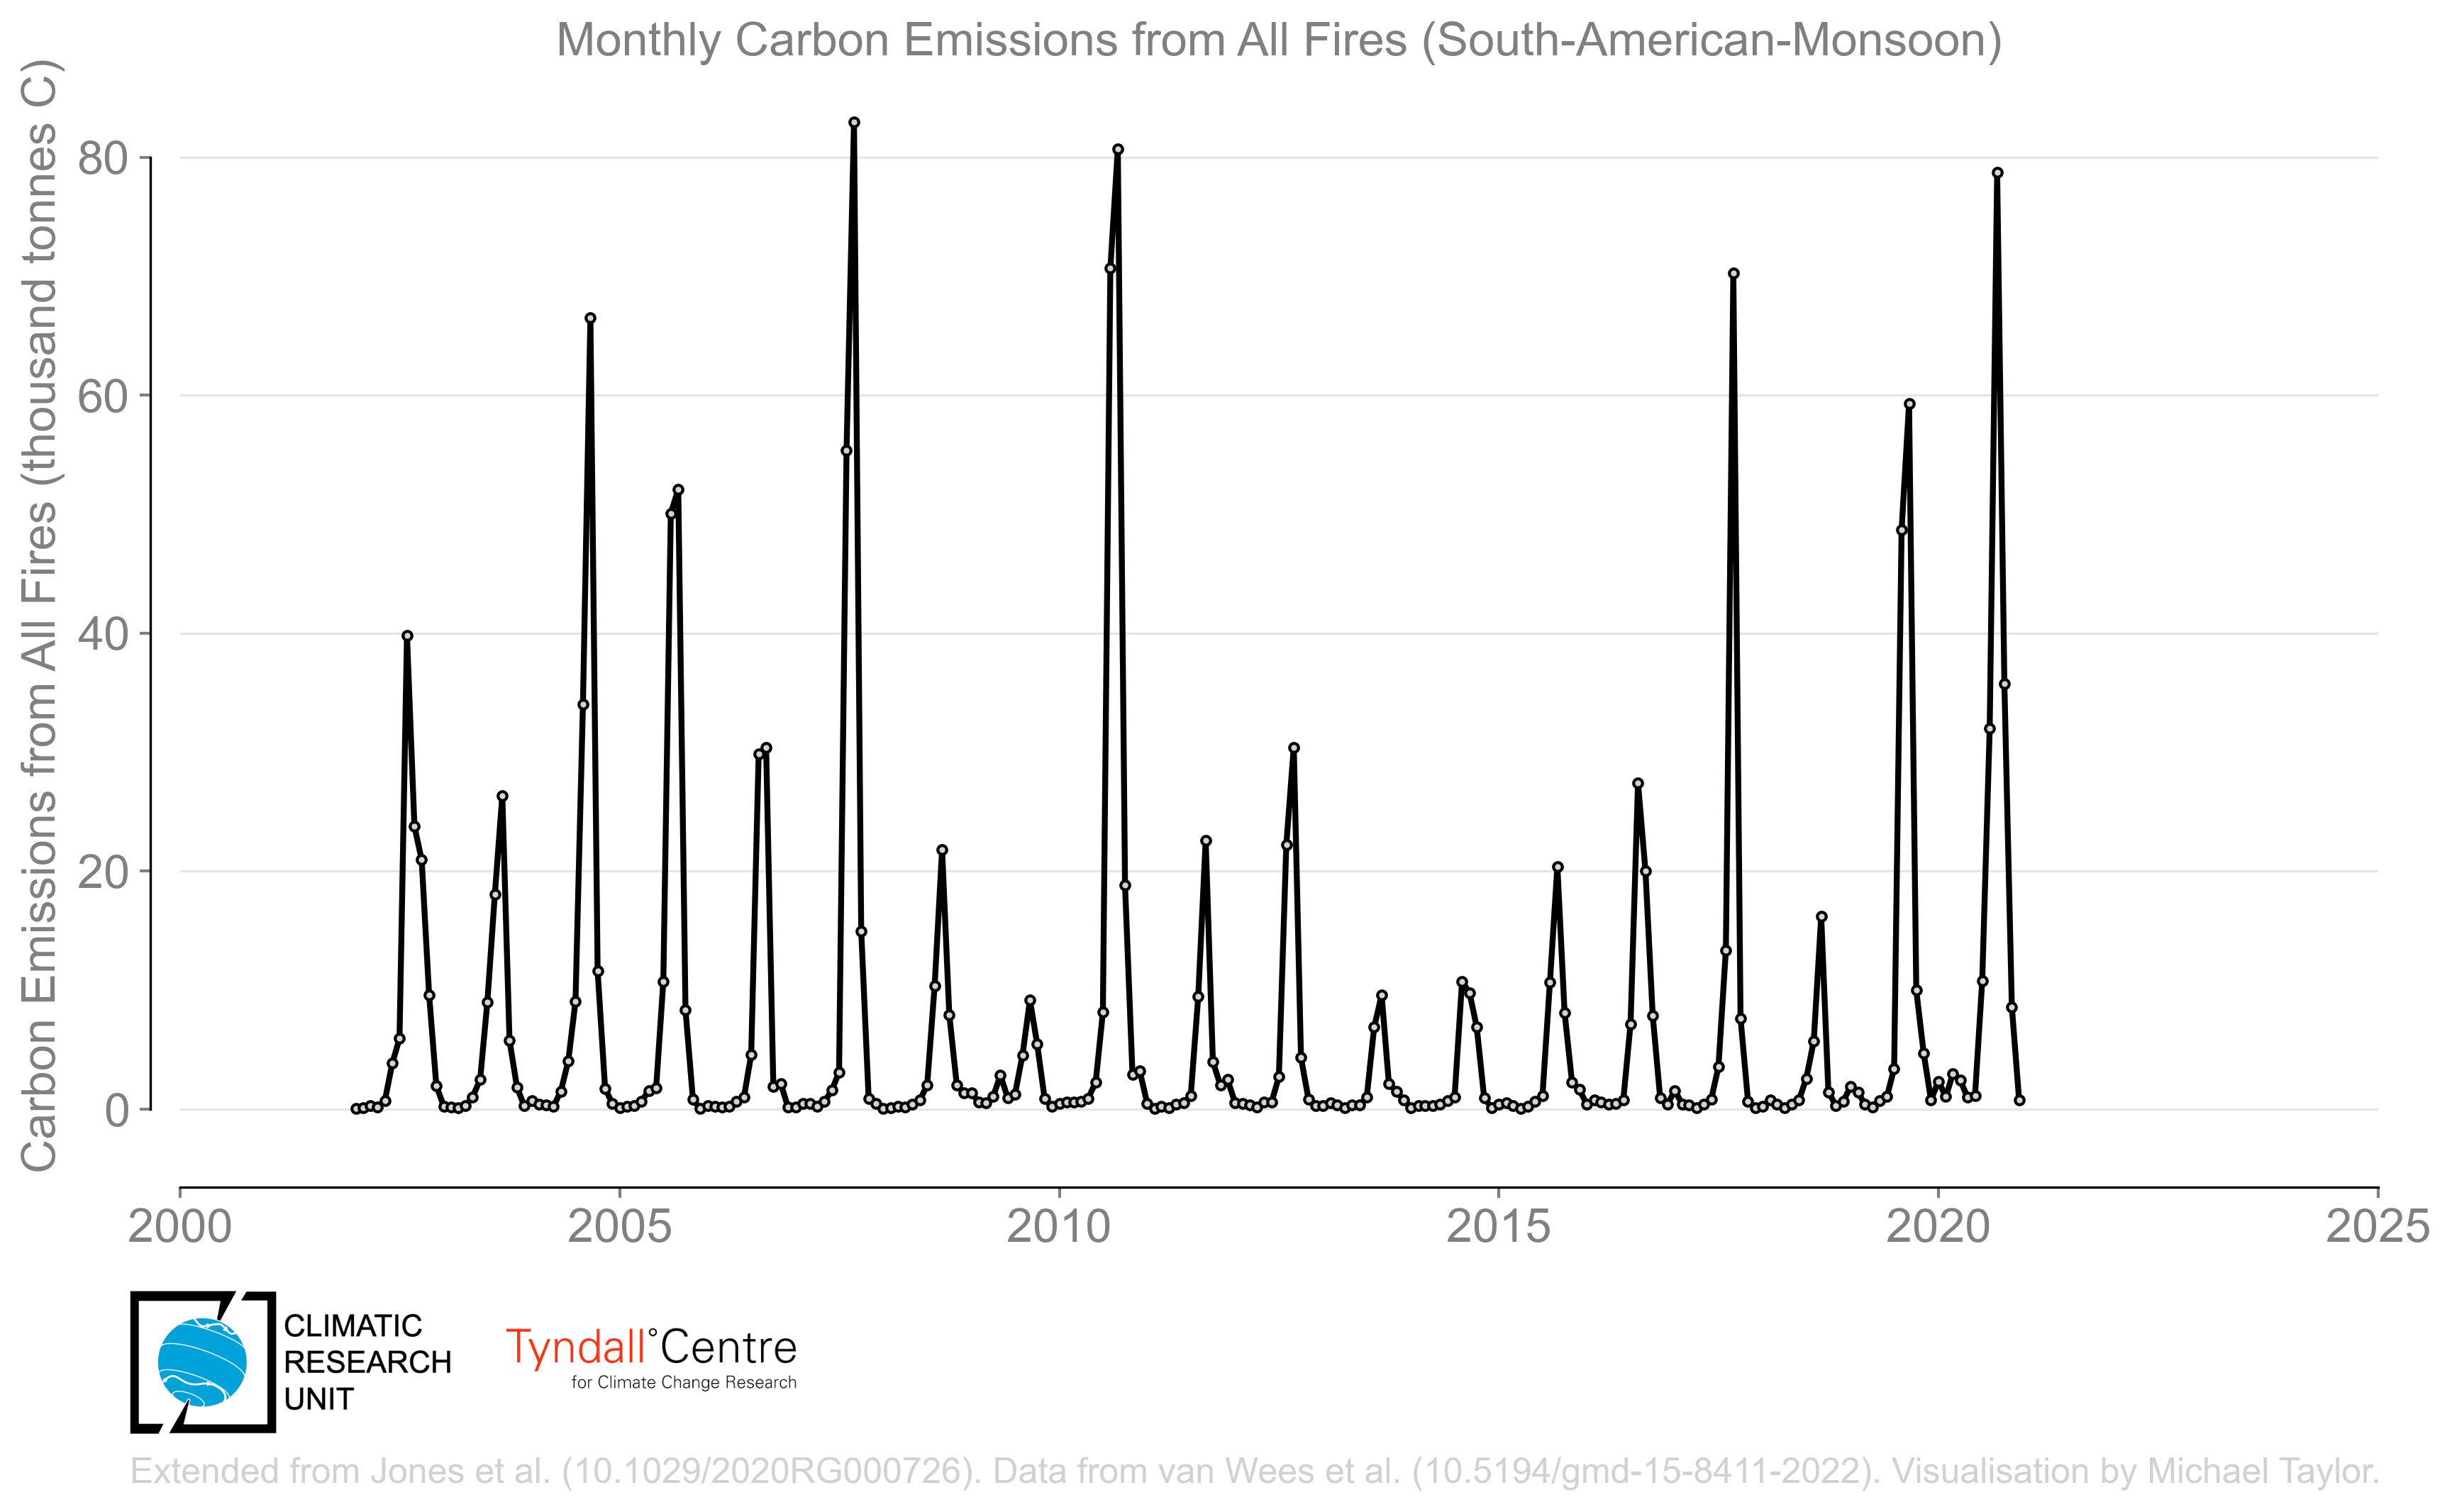 Monthly Carbon Emissions from All Fires (South-American-Monsoon)
Carbon Emissions from All Fires (thousand tonnes C)
80
60
40
20
0
2000
2005
2010
2015
2020
2025
CLIMATIC
RESEARCH
UNIT
Tyndall°Centre
for Climate Change Research
Extended from Jones et al. (10.1029/2020RG000726). Data from van Wees et al. (10.5194/gmd-15-8411-2022). Visualisation by Michael Taylor.